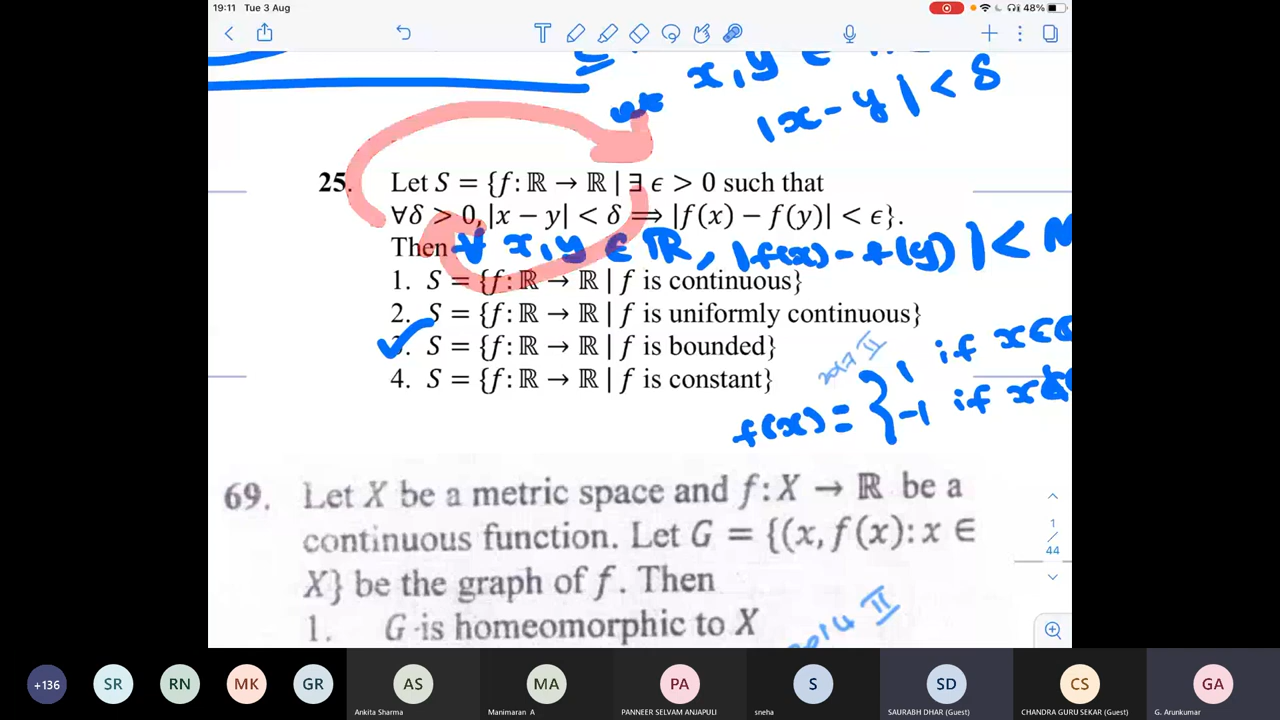 19:11 Tue 3 Aug
48%
x, y ∈
|x - y| < δ
25. Let S = {f: ℝ → ℝ | ∃ ϵ > 0 such that
∀δ > 0, |x − y| < δ ⟹ |f(x) − f(y)| < ϵ}.
Then ∀ x, y ∈ ℝ, |f(x) - f(y)| < M
1. S = {f: ℝ → ℝ | f is continuous}
2. S = {f: ℝ → ℝ | f is uniformly continuous}
3. S = {f: ℝ → ℝ | f is bounded}
4. S = {f: ℝ → ℝ | f is constant}
2017 II
f(x) = { 1 if x ∈
-1 if x ∉
69. Let X be a metric space and f: X → ℝ be a
continuous function. Let G = {(x, f(x): x ∈
X} be the graph of f. Then
1. G is homeomorphic to X
2014 II
1
/
44
+136 SR RN MK GR AS MA PA S SD CS GA
Ankita Sharma Manimaran A PANNEER SELVAM ANJAPULI sneha SAURABH DHAR (Guest) CHANDRA GURU SEKAR (Guest) G. Arunkumar